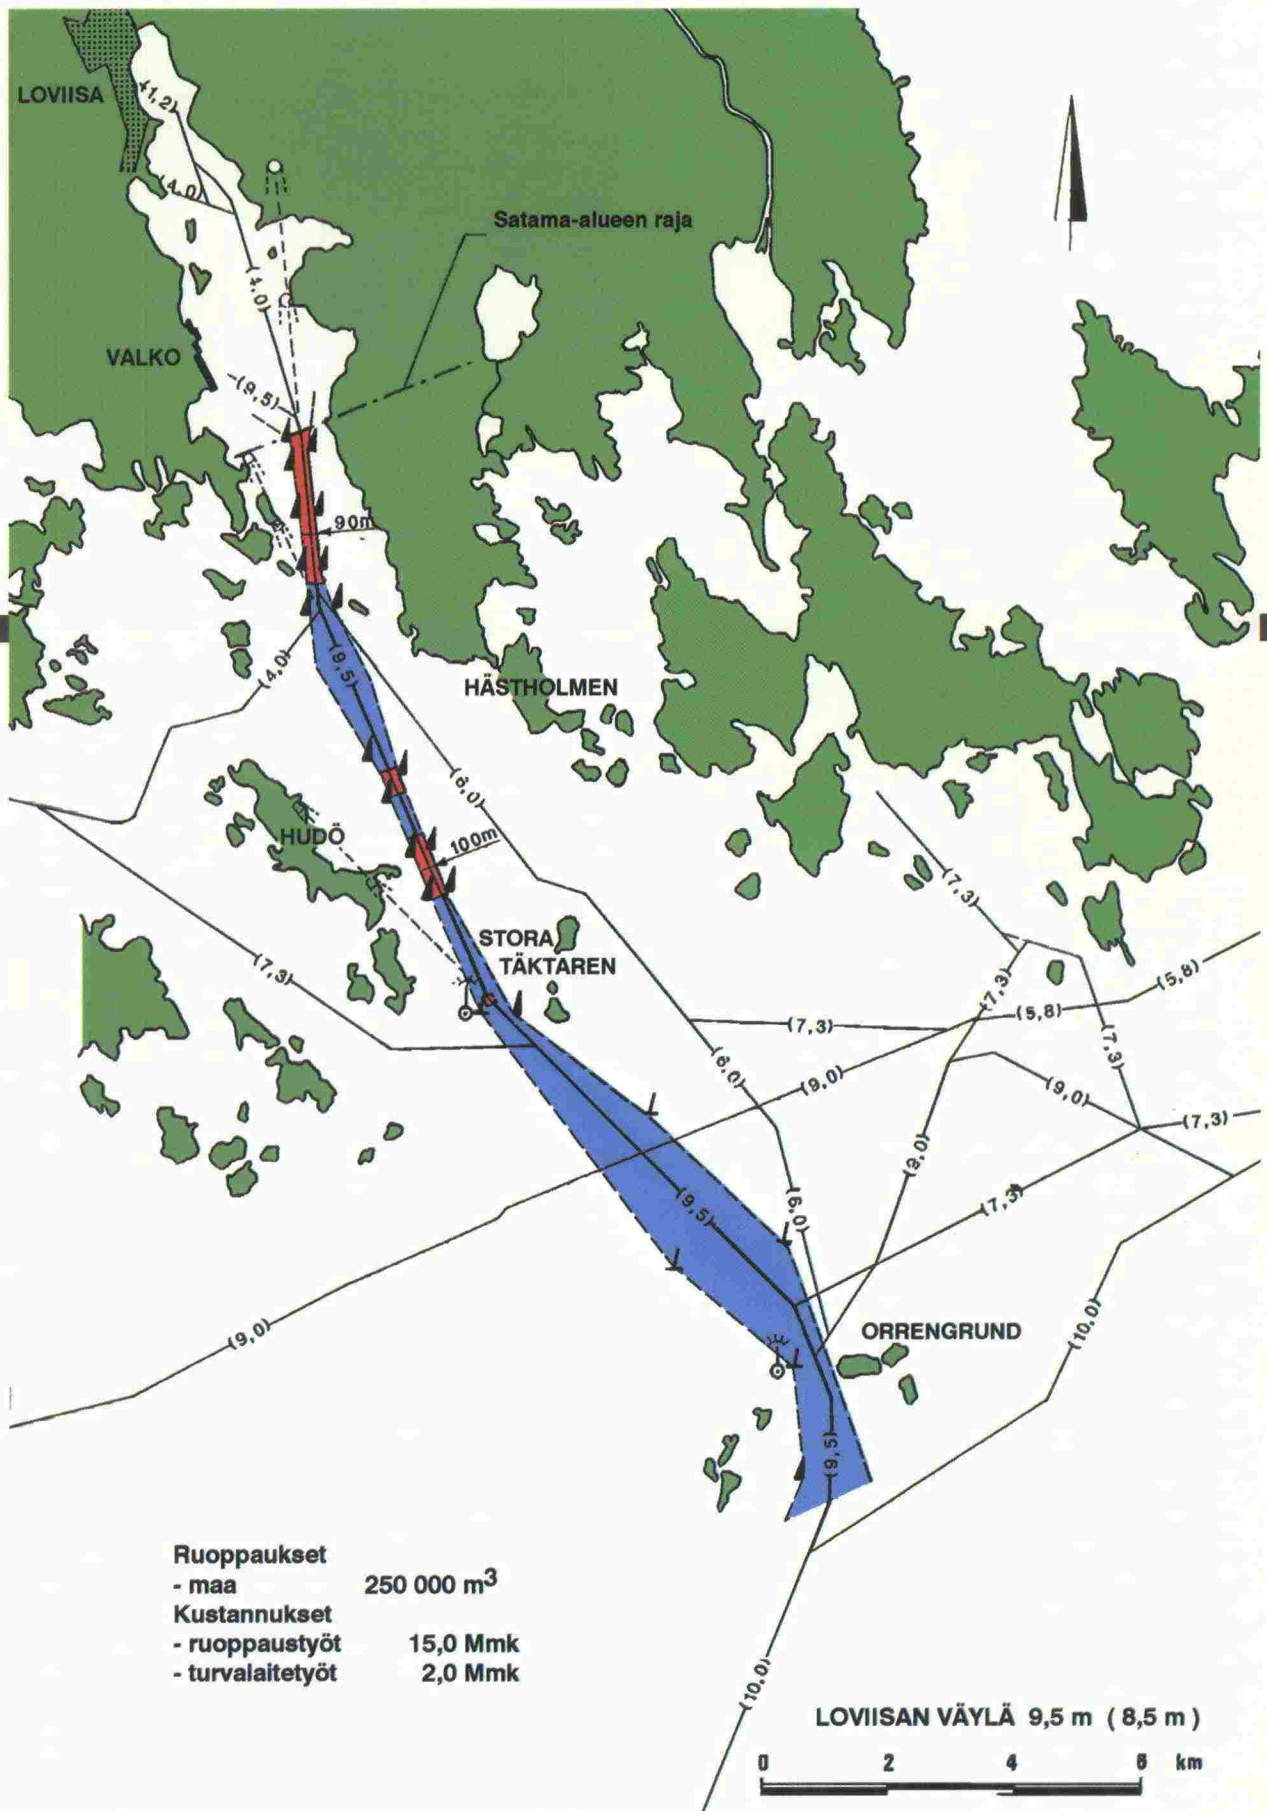 LOVIISA
(1,2)
(4,0)
Satama-alueen raja
(4,0)
VALKO
(9,5)
90m
(9,5)
(4,0)
HÄSTHOLMEN
(6,0)
HUDÖ
100m
(7,3)
STORA
TÄKTAREN
(7,3)
(7,3)
(5,8)
(5,8)
(7,3)
(7,3)
(6,0)
(9,0)
(9,0)
(7,3)
(9,0)
(9,5)
(7,3)
(6,0)
(9,0)
ORRENGRUND
(10,0)
(9,5)
Ruoppaukset
- maa 250 000 m3
Kustannukset
- ruoppaustyöt 15,0 Mmk
- turvalaitetyöt 2,0 Mmk
(10,0)
LOVIISAN VÄYLÄ 9,5 m ( 8,5 m )
0 2 4 6 km